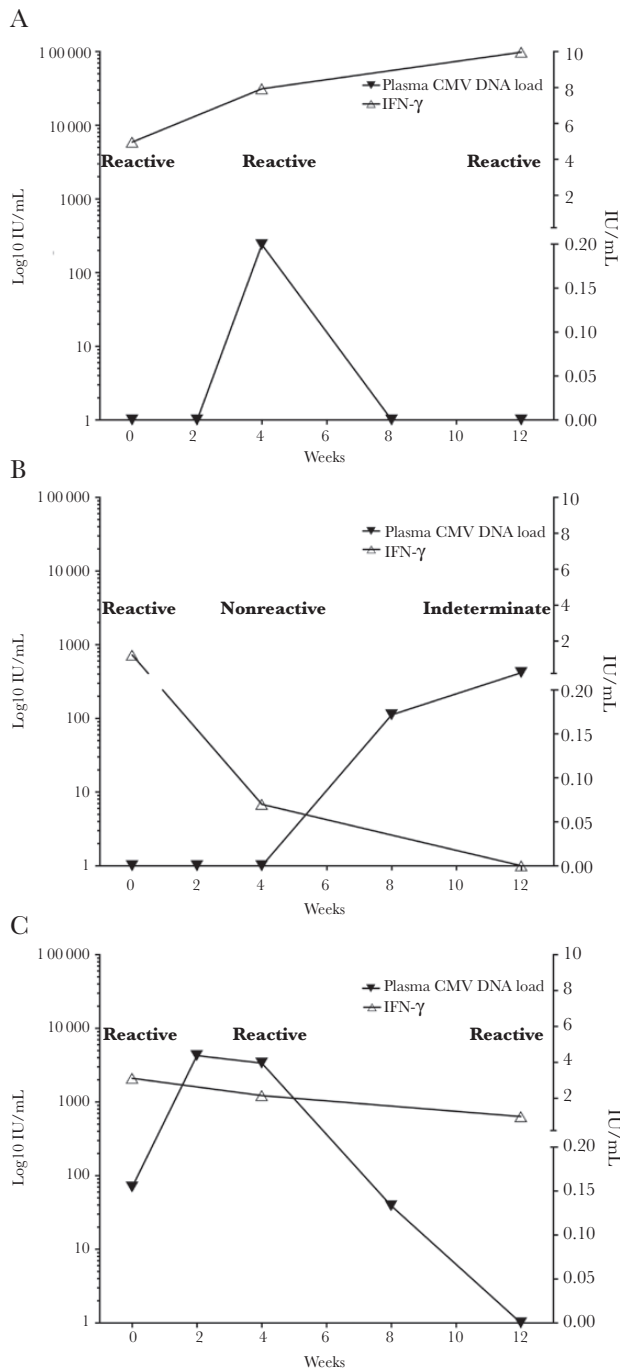 A
100 000
10 000
1000
100
10
1
Log10 IU/mL
10
8
6
4
2
0.20
0.15
0.10
0.05
0.00
IU/mL
Plasma CMV DNA load
IFN-γ
Reactive Reactive Reactive
0 2 4 6 8 10 12
Weeks
B
100 000
10 000
1000
100
10
1
Log10 IU/mL
10
8
6
4
2
0.20
0.15
0.10
0.05
0.00
IU/mL
Plasma CMV DNA load
IFN-γ
Reactive Nonreactive Indeterminate
0 2 4 6 8 10 12
Weeks
C
100 000
10 000
1000
100
10
1
Log10 IU/mL
10
8
6
4
2
0.20
0.15
0.10
0.05
0.00
IU/mL
Plasma CMV DNA load
IFN-γ
Reactive Reactive Reactive
0 2 4 6 8 10 12
Weeks